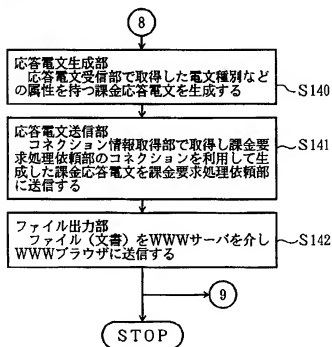 8
応答電文生成部
応答電文受信部で取得した電文種別など
の属性を持つ課金応答電文を生成する
S140
応答電文送信部
コネクション情報取得部で取得し課金要
求処理依頼部のコネクションを利用して生
成した課金応答電文を課金要求処理依頼部
に送信する
S141
ファイル出力部
ファイル（文書）をWWWサーバを介し
WWWブラウザに送信する
S142
9
STOP